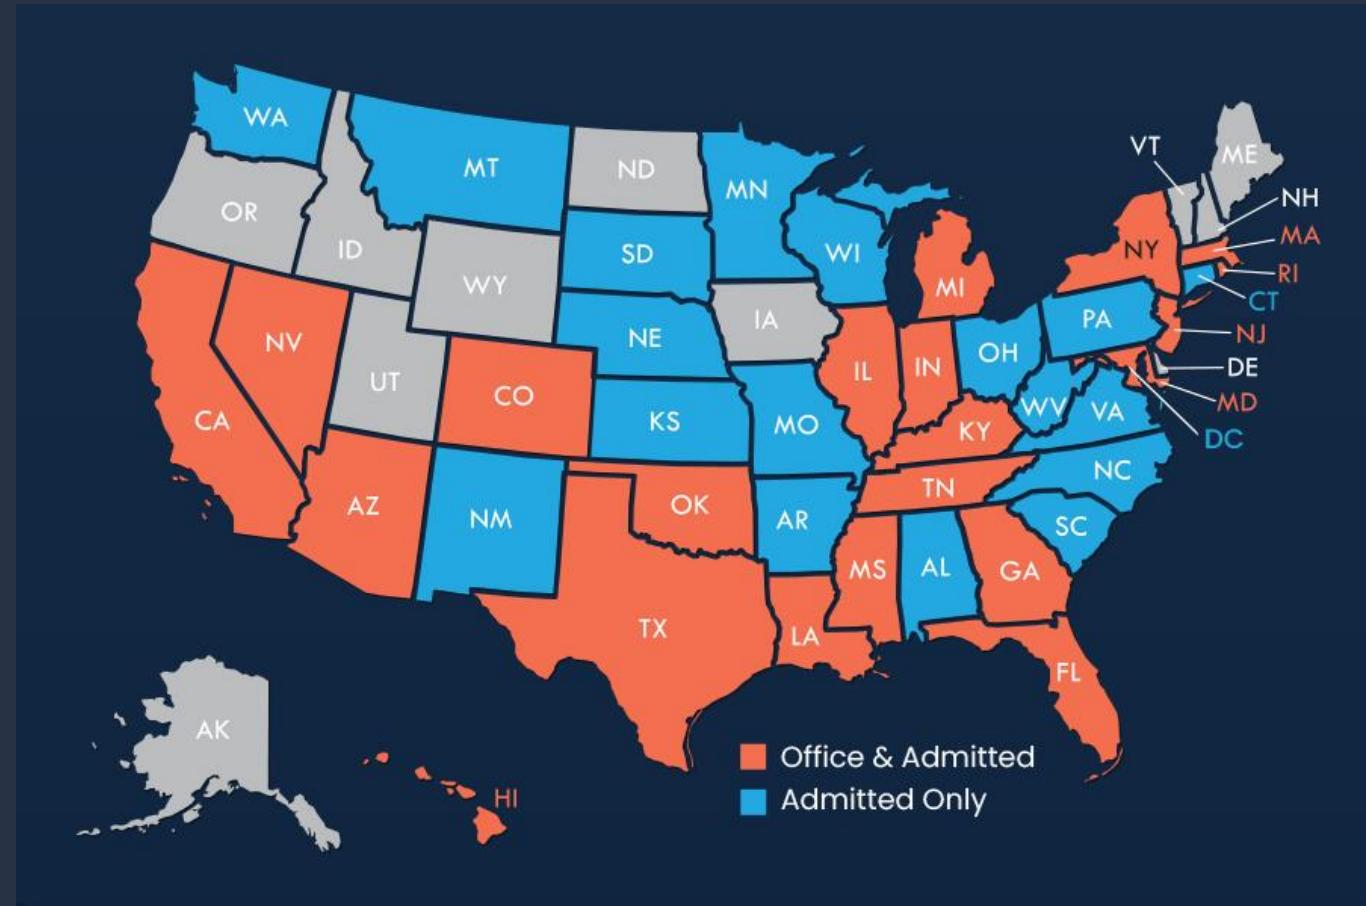 WA
MT
ND
MN
VT
ME
OR
ID
SD
WI
NH
NY
MA
WY
MI
RI
CT
NV
NE
IA
PA
NJ
UT
CO
IL
IN
OH
DE
CA
KS
MO
KY
WV
VA
MD
DC
AZ
NM
OK
AR
TN
NC
SC
MS
AL
GA
TX
LA
FL
AK
HI
Office & Admitted
Admitted Only